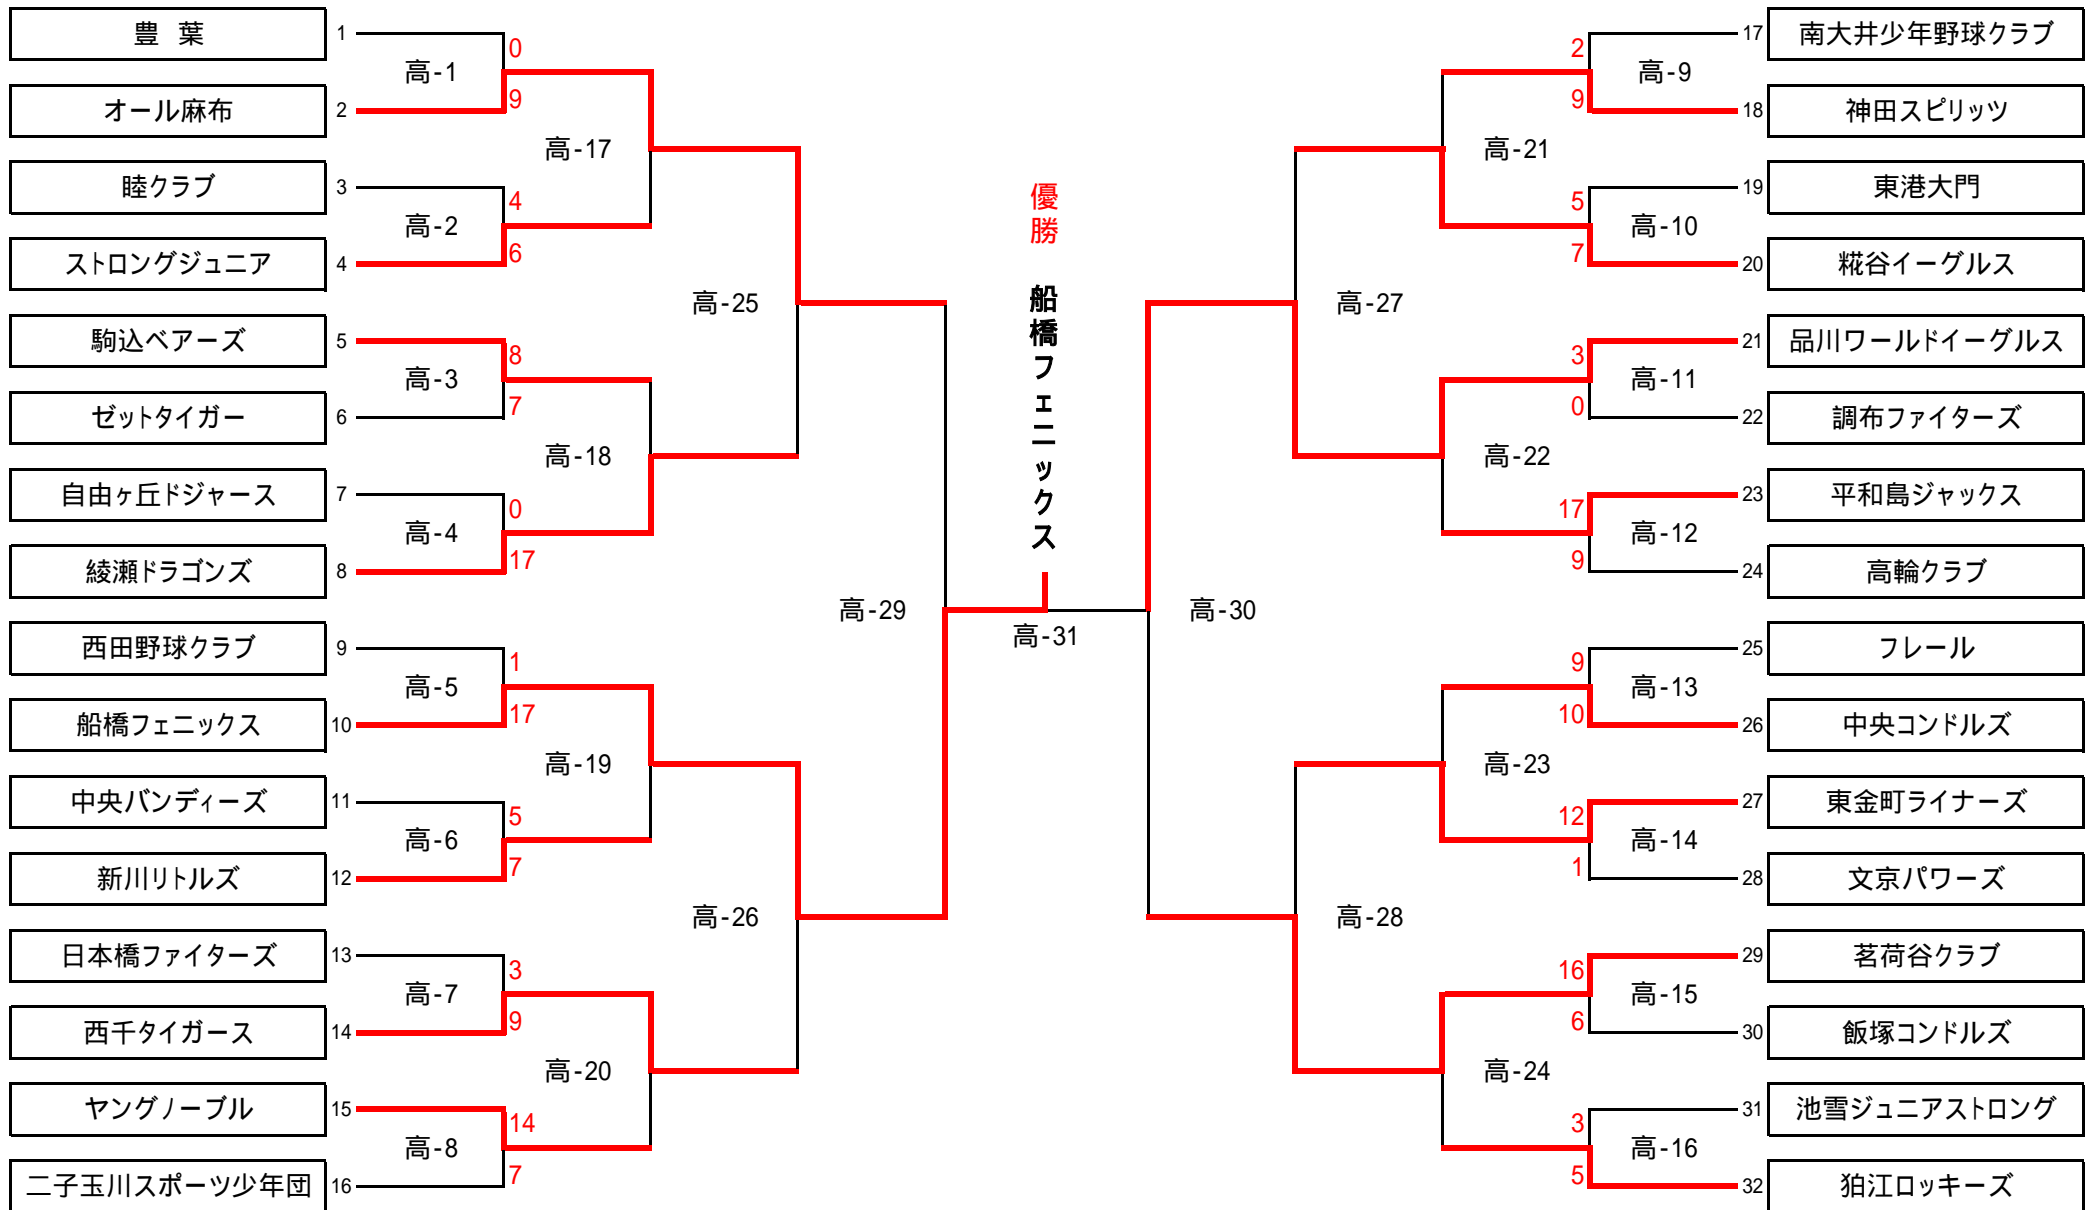 豊 葉
1
0
高-1
オール麻布
2
9
高-17
睦クラブ
3
4
高-2
ストロングジュニア
4
6
高-25
駒込ベアーズ
5
8
高-3
ゼットタイガー
6
7
高-18
自由ヶ丘ドジャース
7
0
高-4
綾瀬ドラゴンズ
8
17
高-29
西田野球クラブ
9
1
高-5
船橋フェニックス
10
17
高-19
中央バンディーズ
11
5
高-6
新川リトルズ
12
7
高-26
日本橋ファイターズ
13
3
高-7
西千タイガース
14
9
高-20
ヤングノーブル
15
14
高-8
二子玉川スポーツ少年団
16
7
優勝 船橋フェニックス
高-31
2
17
南大井少年野球クラブ
高-9
9
18
神田スピリッツ
高-21
5
19
東港大門
高-10
7
20
糀谷イーグルス
高-27
3
21
品川ワールドイーグルス
高-11
0
22
調布ファイターズ
高-22
17
23
平和島ジャックス
高-12
9
24
高輪クラブ
高-30
9
25
フレール
高-13
10
26
中央コンドルズ
高-23
12
27
東金町ライナーズ
高-14
1
28
文京パワーズ
高-28
16
29
茗荷谷クラブ
高-15
6
30
飯塚コンドルズ
高-24
3
31
池雪ジュニアストロング
高-16
5
32
狛江ロッキーズ